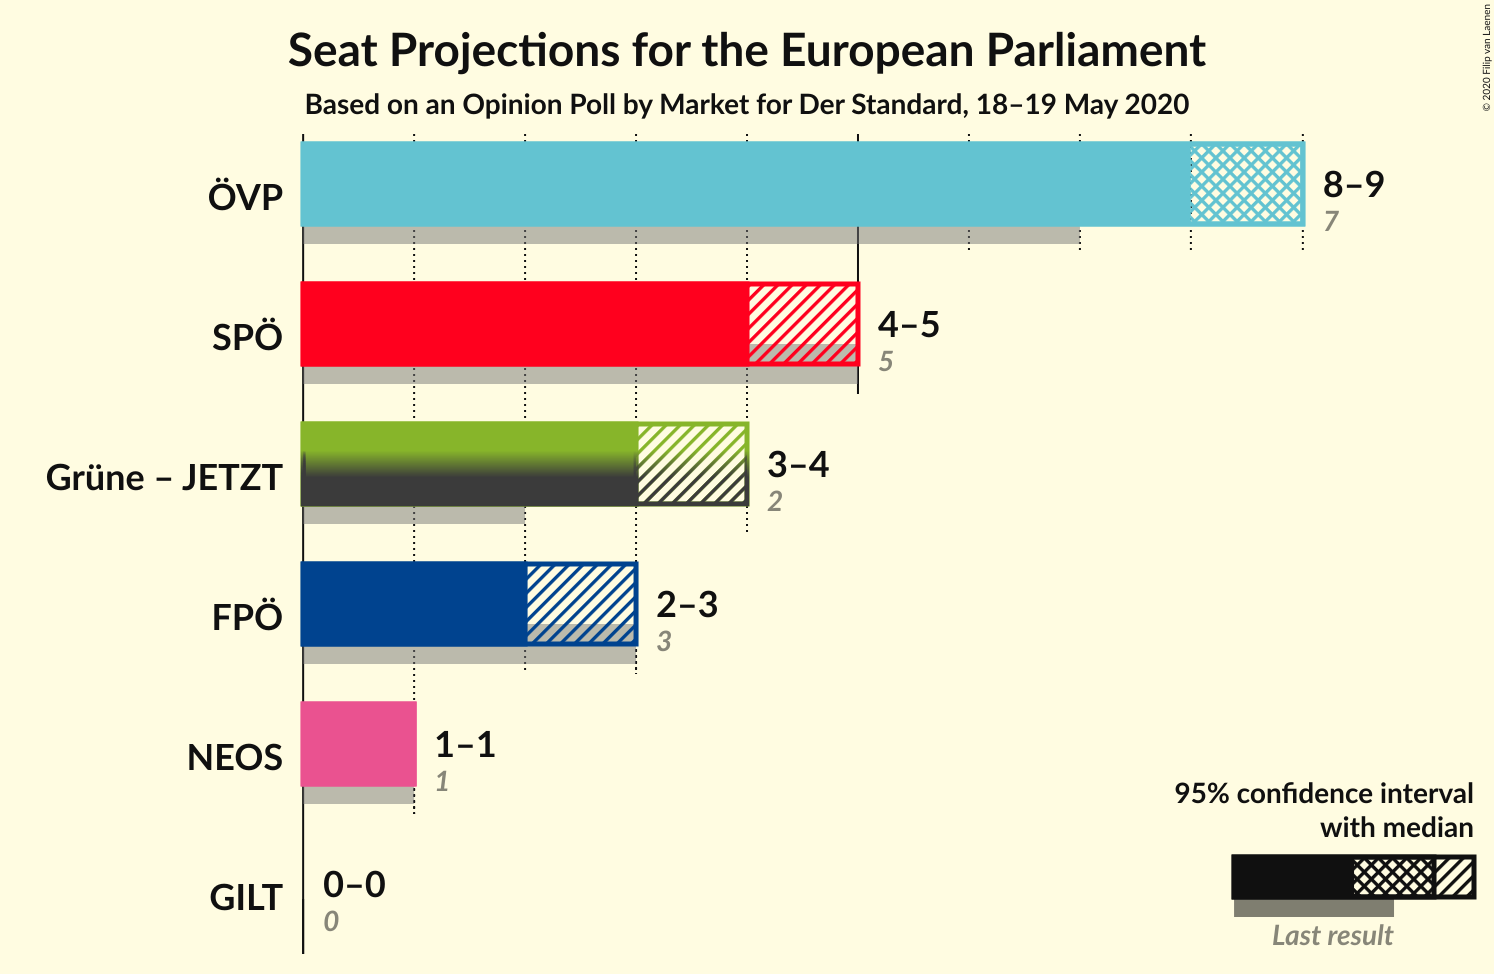 Seat Projections for the European Parliament
Based on an Opinion Poll by Market for Der Standard, 18–19 May 2020
© 2020 Filip van Laenen
ÖVP
8–9
7
SPÖ
4–5
5
Grüne – JETZT
3–4
2
FPÖ
2–3
3
NEOS
1–1
1
GILT
0–0
0
95% confidence interval
with median
Last result